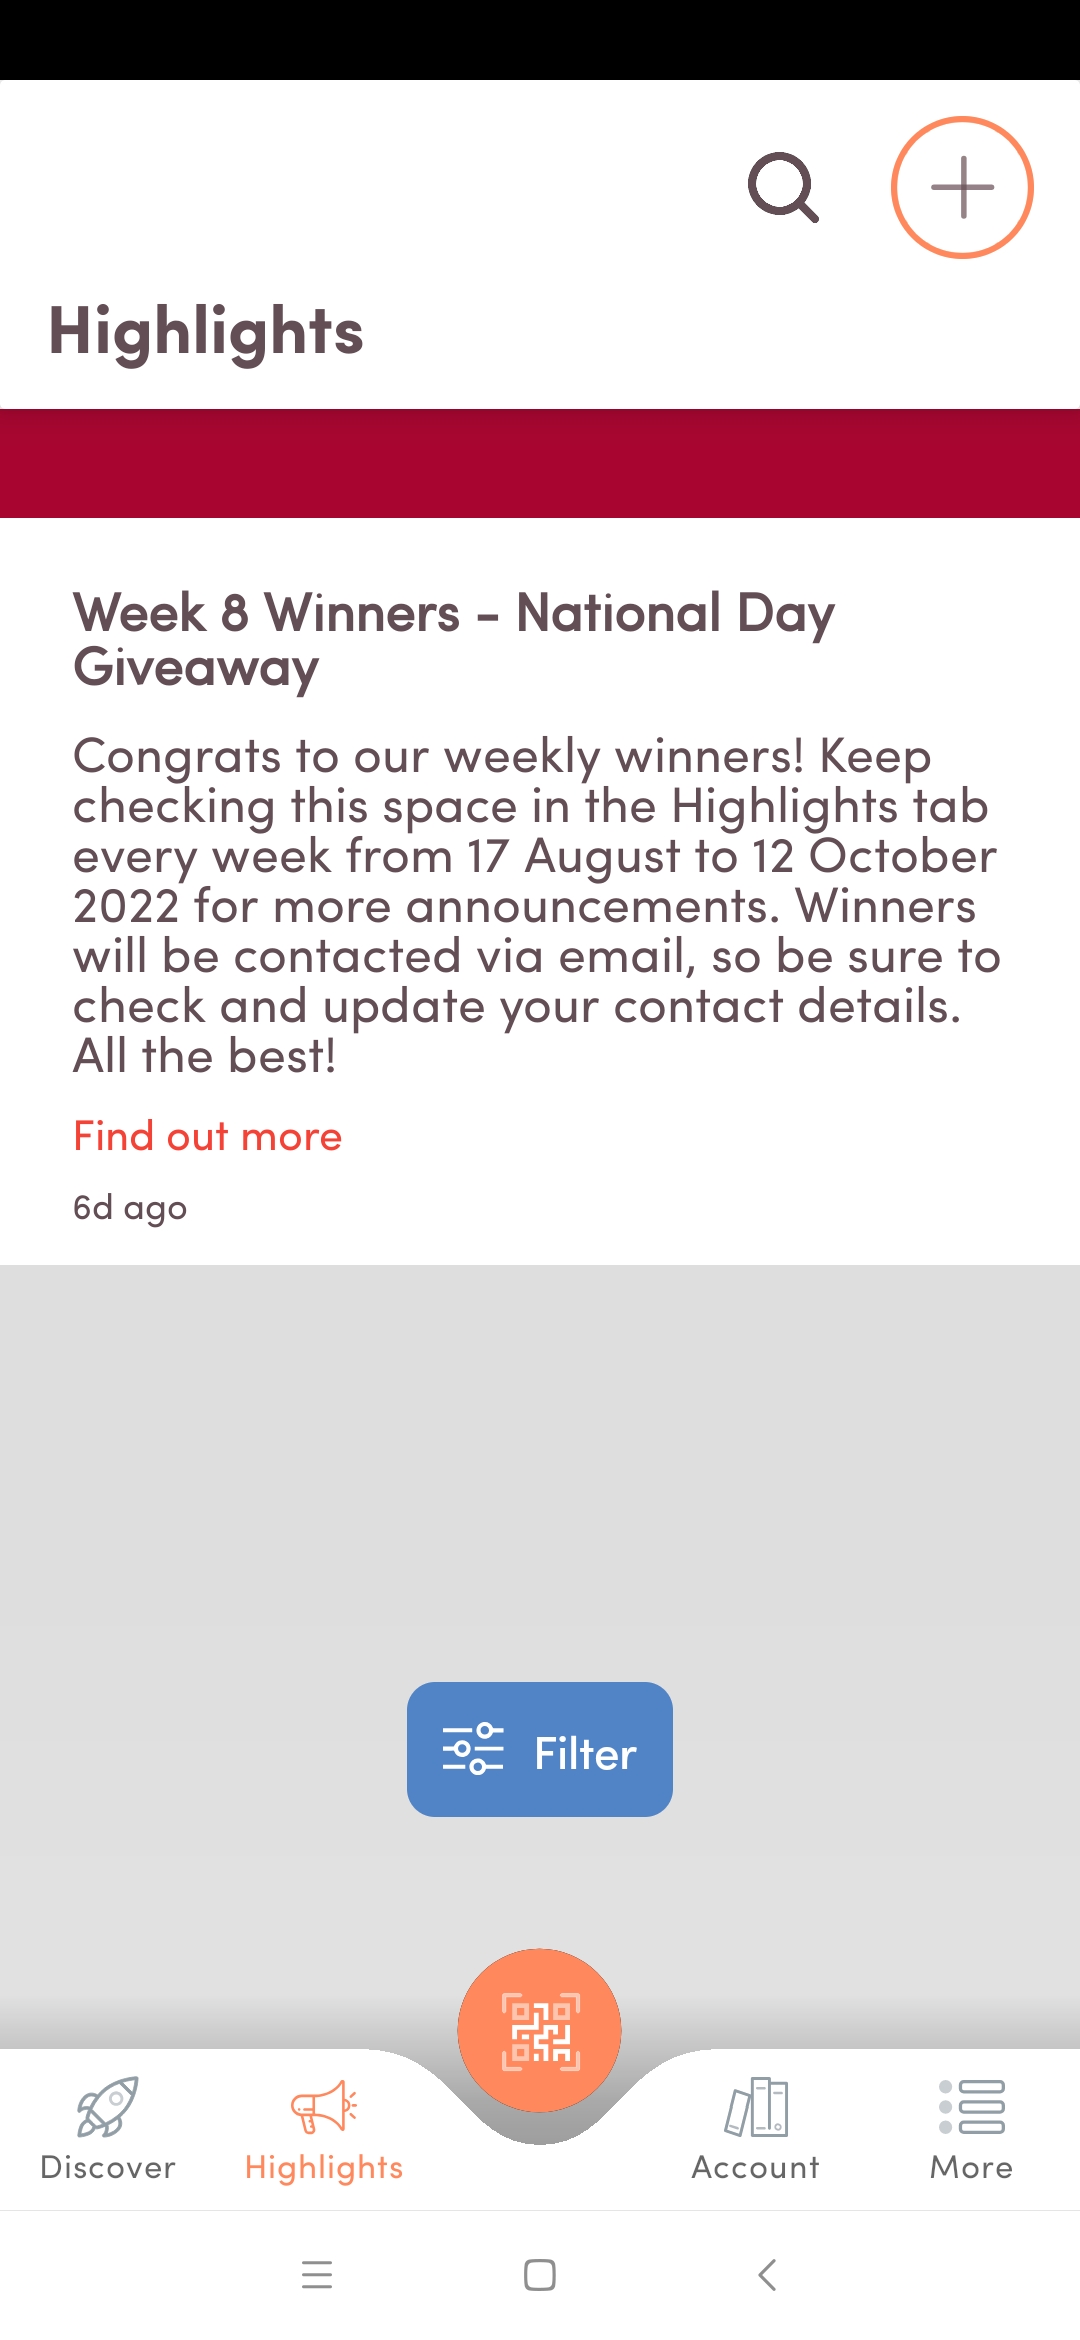 Highlights
Week 8 Winners - National Day
Giveaway
Congrats to our weekly winners! Keep
checking this space in the Highlights tab
every week from 17 August to 12 October
2022 for more announcements. Winners
will be contacted via email, so be sure to
check and update your contact details.
All the best!
Find out more
6d ago
Filter
Discover
Highlights
Account
More